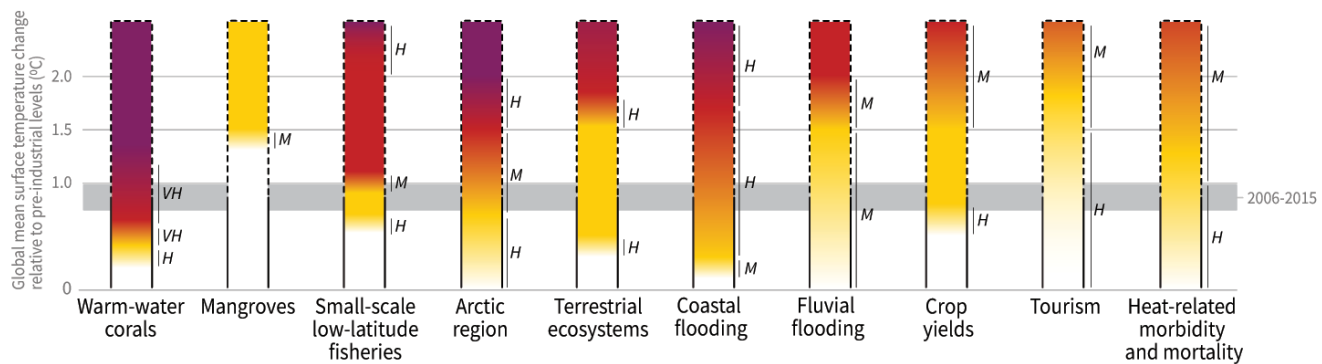 Global mean surface temperature change
relative to pre-industrial levels (ºC)
2.0
1.5
1.0
0
VH
VH
H
M
H
M
H
H
M
H
H
H
H
H
M
M
M
M
H
M
H
M
H
2006-2015
Warm-water
corals
Mangroves
Small-scale
low-latitude
fisheries
Arctic
region
Terrestrial
ecosystems
Coastal
flooding
Fluvial
flooding
Crop
yields
Tourism
Heat-related
morbidity
and mortality